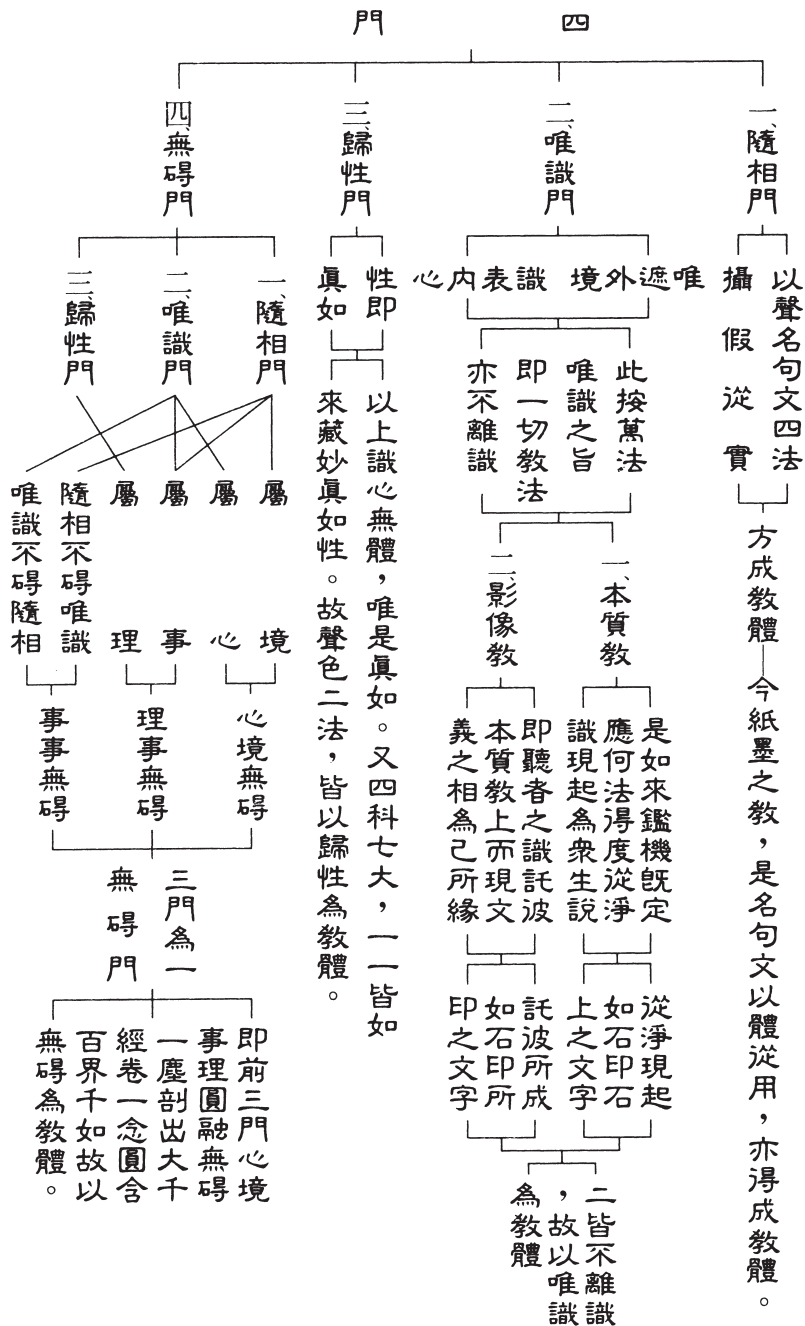 四門
一、隨相門
以聲名句文四法
攝假從實
方成教體
今紙墨之教，是名句文以體從用，亦得成教體。
二、唯識門
唯遮外境
識表内心
此按萬法
唯識之旨
即一切教法
亦不離識
一、本質教
是如來鑑機既定
應何法得度從淨
識現起為衆生說
從淨現起
如石印石
上之文字
二、影像教
即聽者之識託彼
本質教上而現文
義之相為己所緣
託彼所成
如石印所
印之文字
二皆不離識
，故以唯識
為教體
三、歸性門
性即
眞如
以上識心無體，唯是眞如。又四科七大，一一皆如
來藏妙眞如性。故聲色二法，皆以歸性為教體。
四、無碍門
一、隨相門
二、唯識門
三、歸性門
屬境
屬心
屬事
屬理
隨相不碍唯識
唯識不碍隨相
心境無碍
理事無碍
事事無碍
三門為一
無碍門
即前三門心境
事理圓融無碍
一塵剖出大千
經卷一念圓含
百界千如故以
無碍為教體。